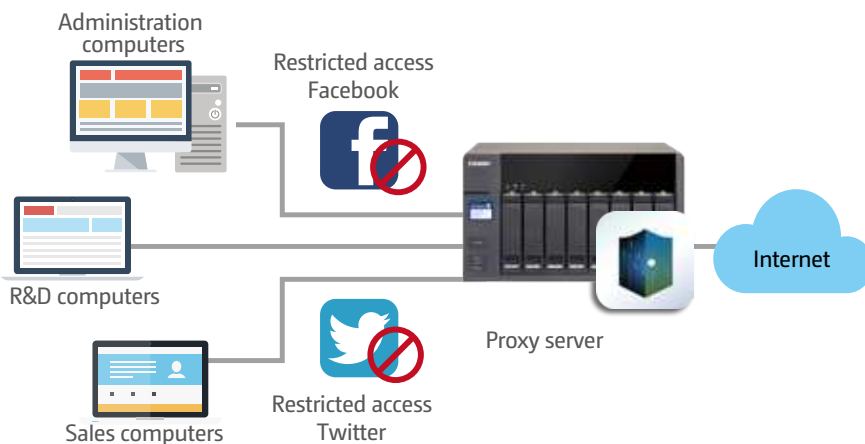 Administration
computers
Restricted access
Facebook
f
R&D computers
Internet
Proxy server
Sales computers
Restricted access
Twitter